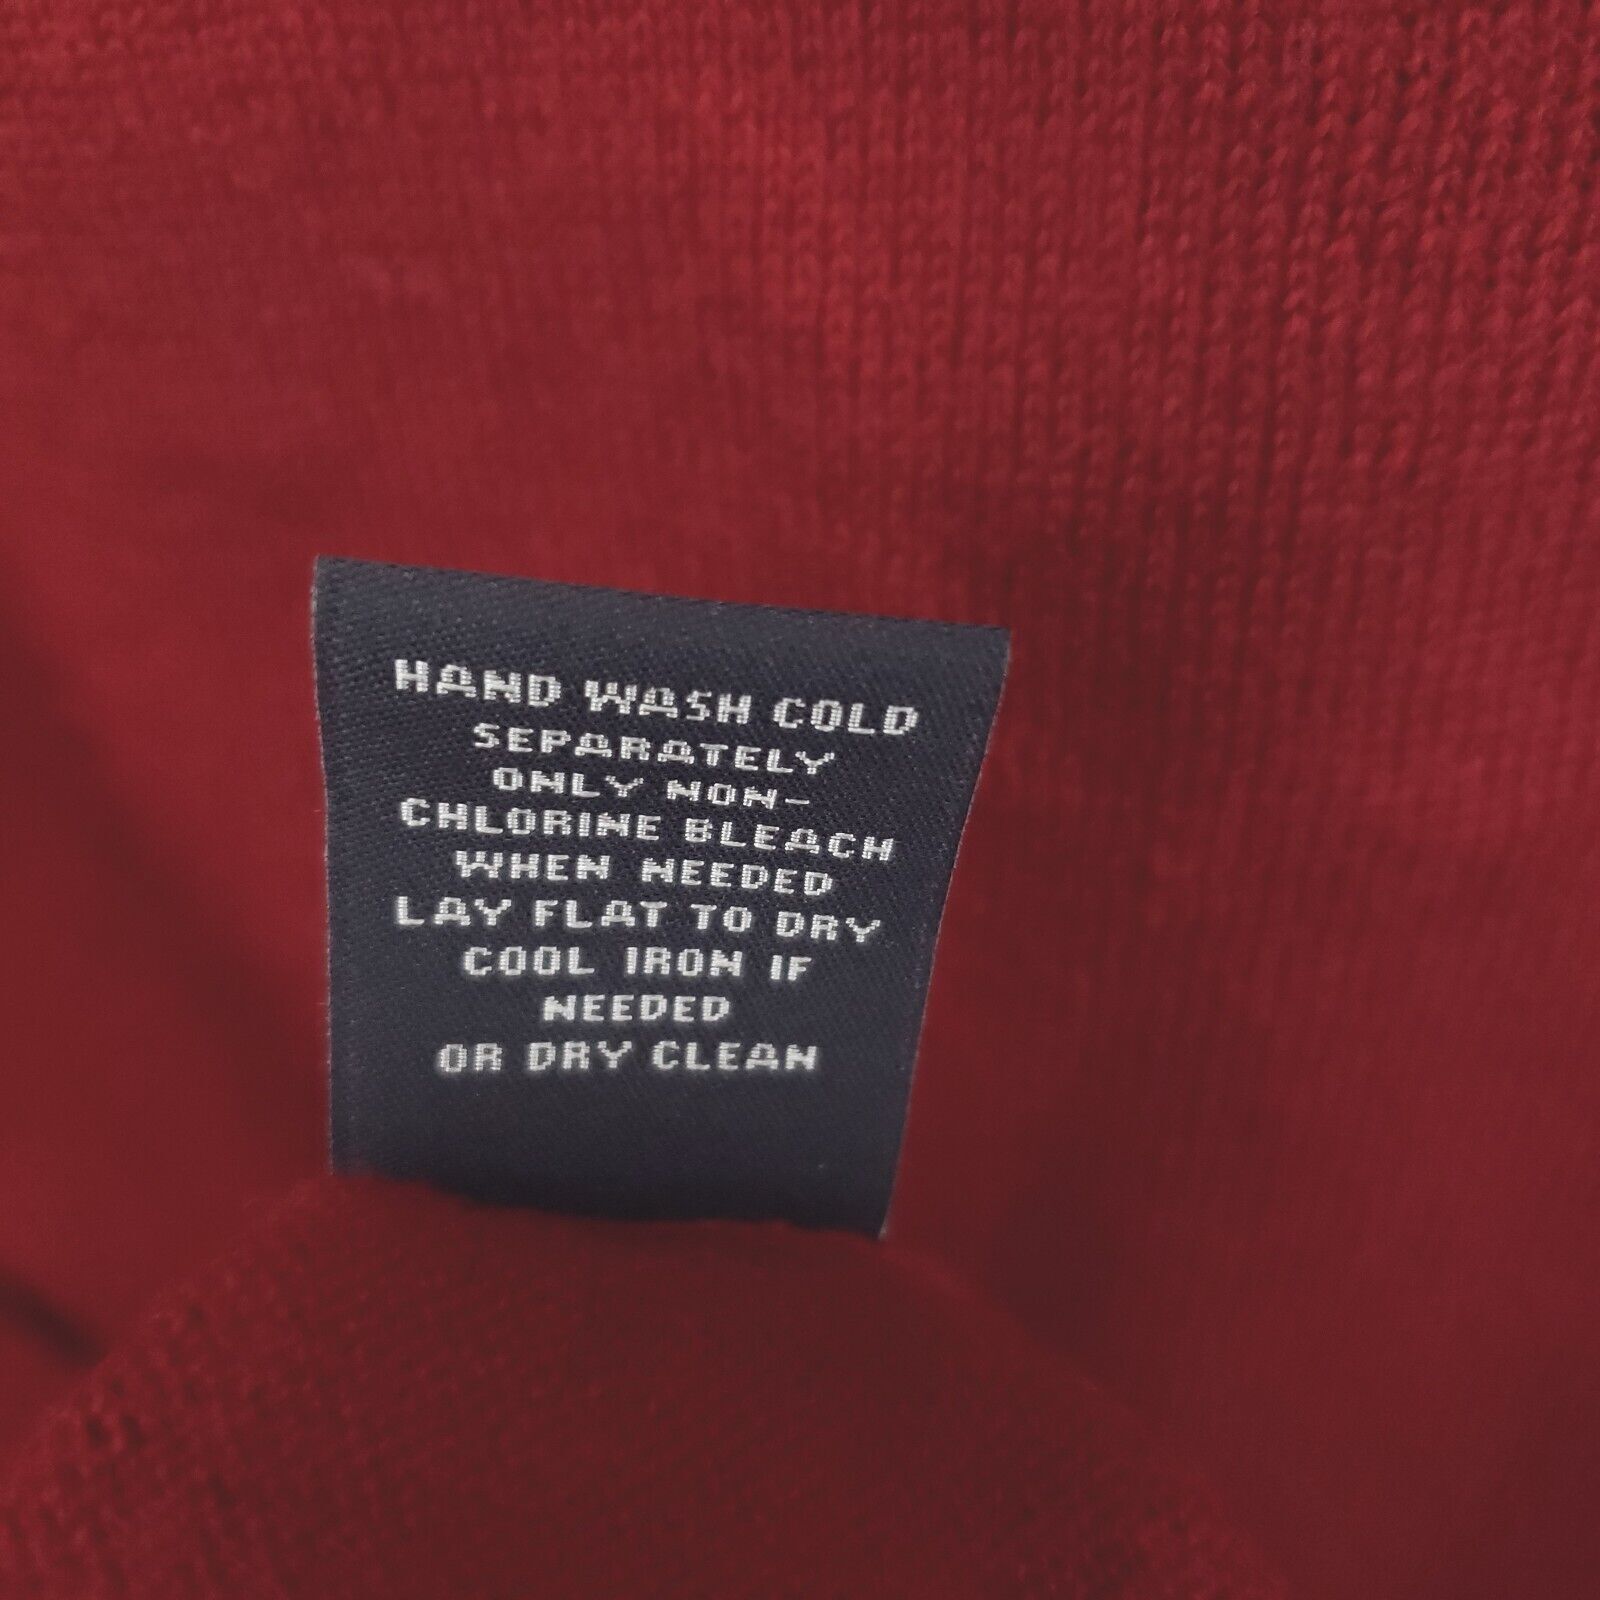 HAND WASH COLD
SEPARATELY
ONLY NON-
CHLORINE BLEACH
WHEN NEEDED
LAY FLAT TO DRY
COOL IRON IF
NEEDED
OR DRY CLEAN